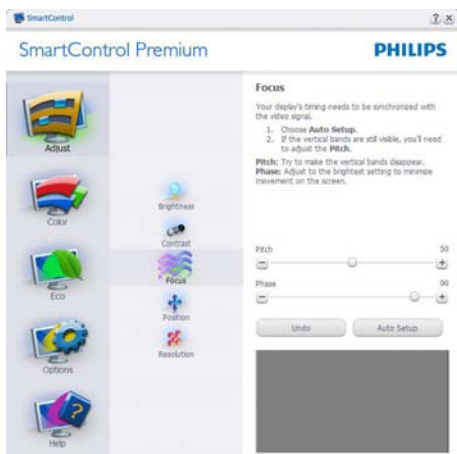 SmartControl
SmartControl Premium
PHILIPS
Adjust
Color
Eco
Options
Help
Brightness
Contrast
Focus
Position
Resolution
Focus
Your display's timing needs to be synchronized with
the video signal.
1. Choose Auto Setup.
2. If the vertical bands are still visible, you'll need
to adjust the Pitch.
Pitch: Try to make the vertical bands disappear.
Phase: Adjust to the brightest setting to minimize
movement on the screen.
Pitch 50
Phase 90
Undo Auto Setup